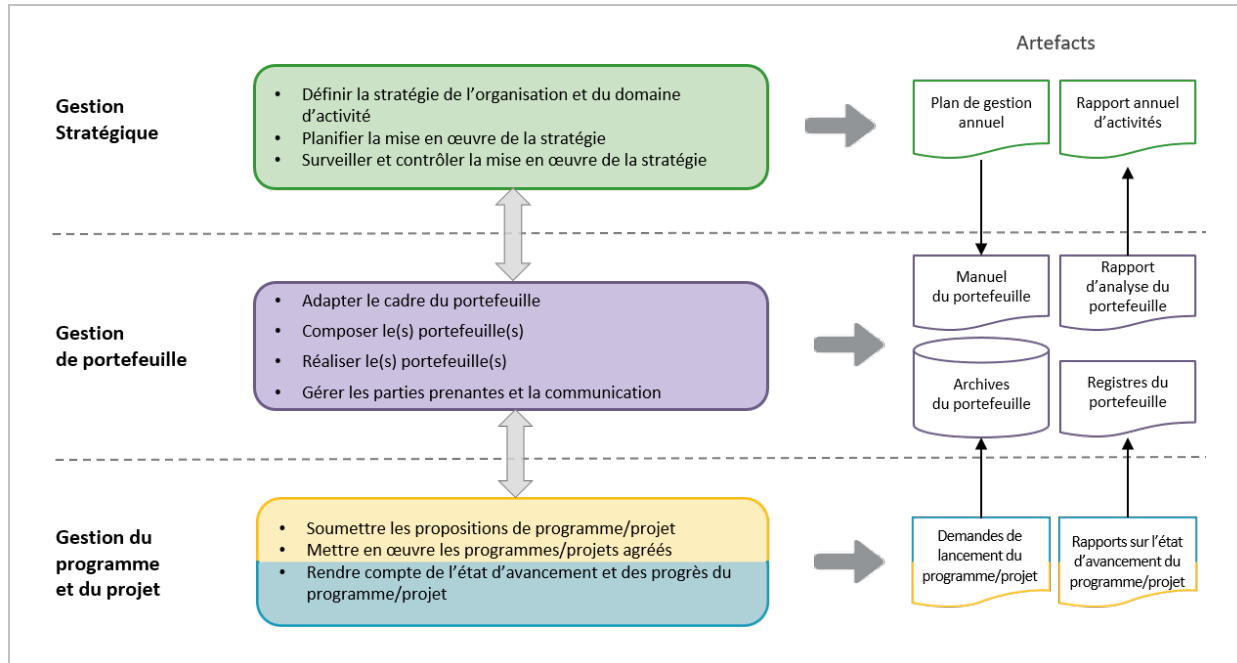 Artefacts
Gestion
Stratégique
• Définir la stratégie de l’organisation et du domaine
d’activité
• Planifier la mise en œuvre de la stratégie
• Surveiller et contrôler la mise en œuvre de la stratégie
Plan de gestion
annuel
Rapport annuel
d’activités
Gestion
de portefeuille
• Adapter le cadre du portefeuille
• Composer le(s) portefeuille(s)
• Réaliser le(s) portefeuille(s)
• Gérer les parties prenantes et la communication
Manuel
du portefeuille
Rapport
d’analyse du
portefeuille
Archives
du portefeuille
Registres du
portefeuille
Gestion du
programme
et du projet
• Soumettre les propositions de programme/projet
• Mettre en œuvre les programmes/projets agréés
• Rendre compte de l’état d’avancement et des progrès du
programme/projet
Demandes de
lancement du
programme/projet
Rapports sur l’état
d’avancement du
programme/projet